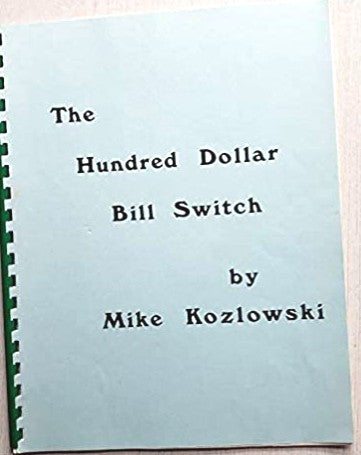 The
Hundred Dollar
Bill Switch
by
Mike Kozlowski